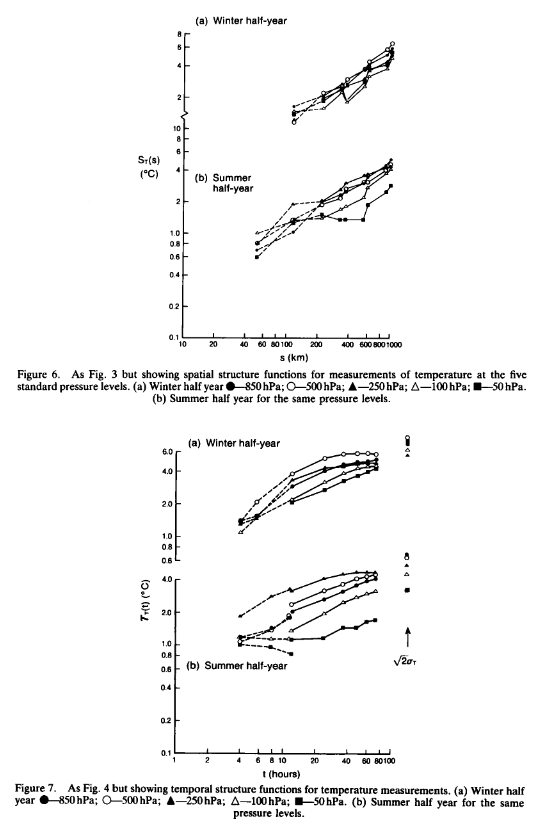 (a) Winter half-year
8
6
4
2
10
8
6
S_T(s)
(°C)
(b) Summer
half-year
4
2
1.0
0.8
0.6
0.4
0.2
0.1
10 20 40 60 80 100 200 400 600 800 1000
s (km)
Figure 6. As Fig. 3 but showing spatial structure functions for measurements of temperature at the five
standard pressure levels. (a) Winter half year ●—850 hPa; ○—500 hPa; ▲—250 hPa; △—100 hPa; ■—50 hPa.
(b) Summer half year for the same pressure levels.
(a) Winter half-year
6.0
4.0
2.0
1.0
0.8
0.6
T_T(t) (°C)
4.0
2.0
1.0
0.8
0.6
0.4
0.2
0.1
√2σ_T
(b) Summer half-year
1 2 4 6 8 10 20 40 60 80 100
t (hours)
Figure 7. As Fig. 4 but showing temporal structure functions for temperature measurements. (a) Winter half
year ●—850 hPa; ○—500 hPa; ▲—250 hPa; △—100 hPa; ■—50 hPa. (b) Summer half year for the same
pressure levels.